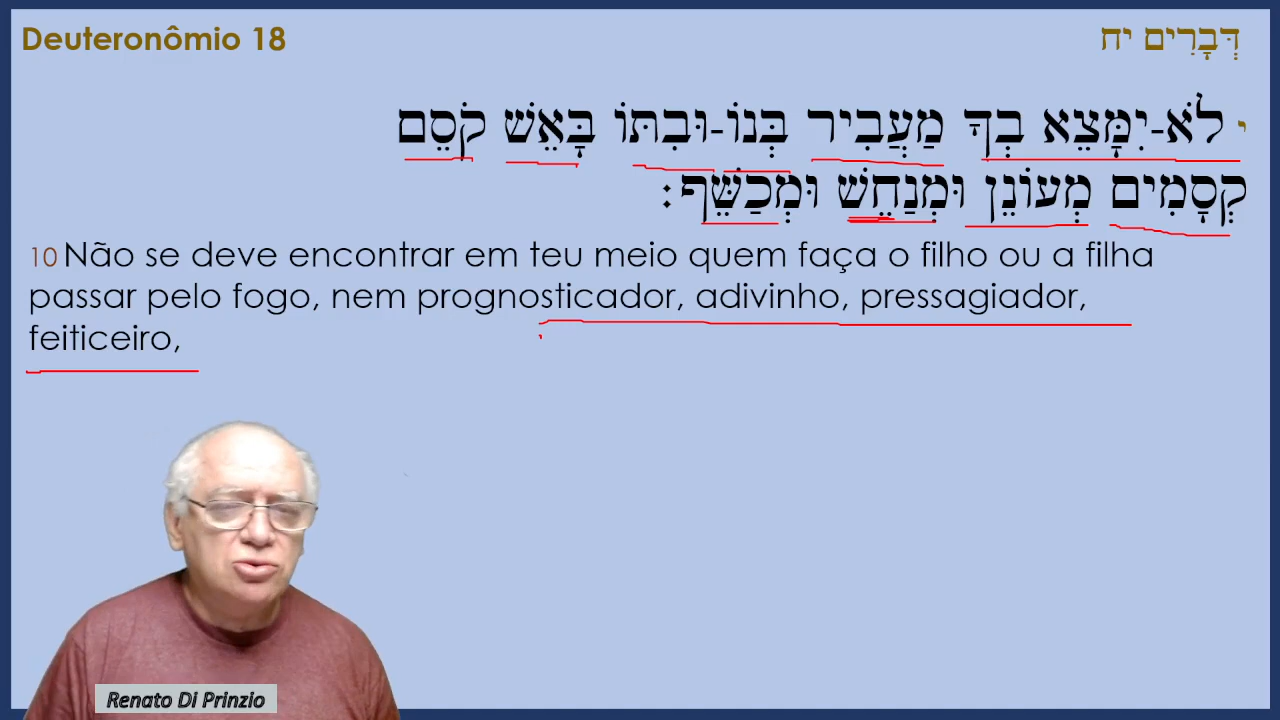 Deuteronômio 18
דְּבָרִים יח
י לֹא-יִמָּצֵא בְךָ מַעֲבִיר בְּנוֹ-וּבִתּוֹ בָּאֵשׁ קֹסֵם
קְסָמִים מְעוֹנֵן וּמְנַחֵשׁ וּמְכַשֵּׁף:
10 Não se deve encontrar em teu meio quem faça o filho ou a filha
passar pelo fogo, nem prognosticador, adivinho, pressagiador,
feiticeiro,
Renato Di Prinzio